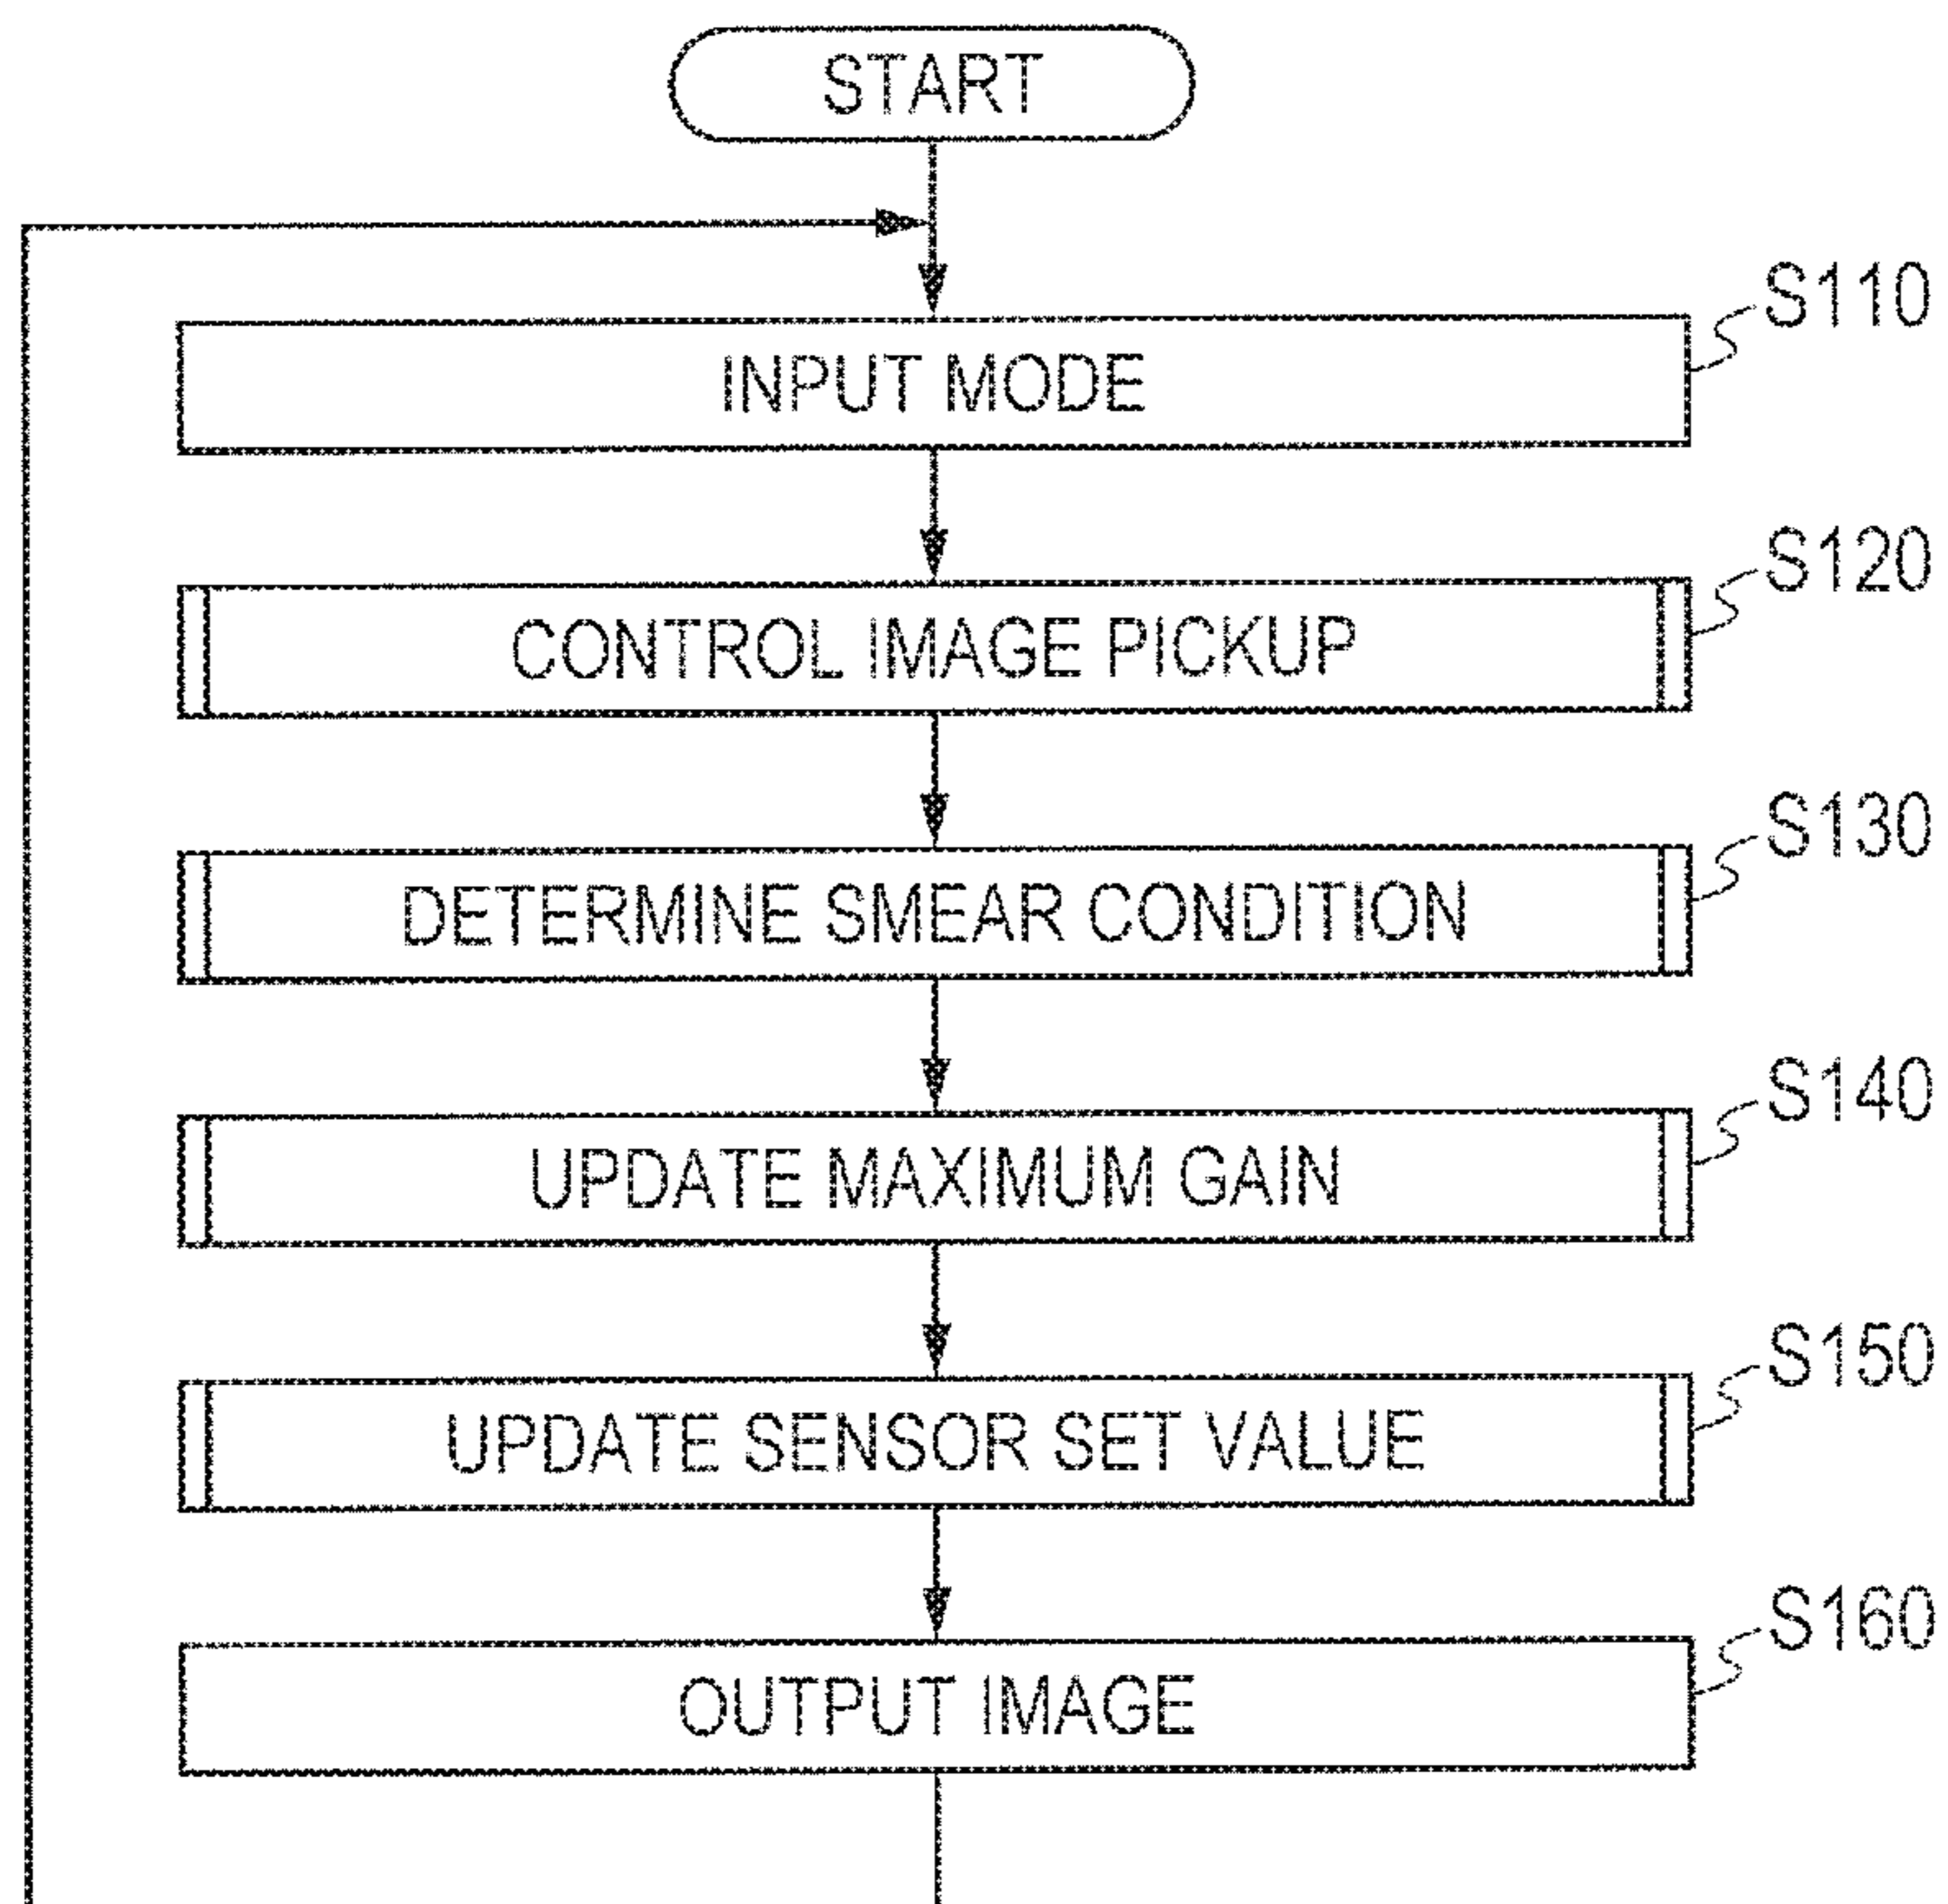 START
S110
INPUT MODE
S120
CONTROL IMAGE PICKUP
S130
DETERMINE SMEAR CONDITION
S140
UPDATE MAXIMUM GAIN
S150
UPDATE SENSOR SET VALUE
S160
OUTPUT IMAGE